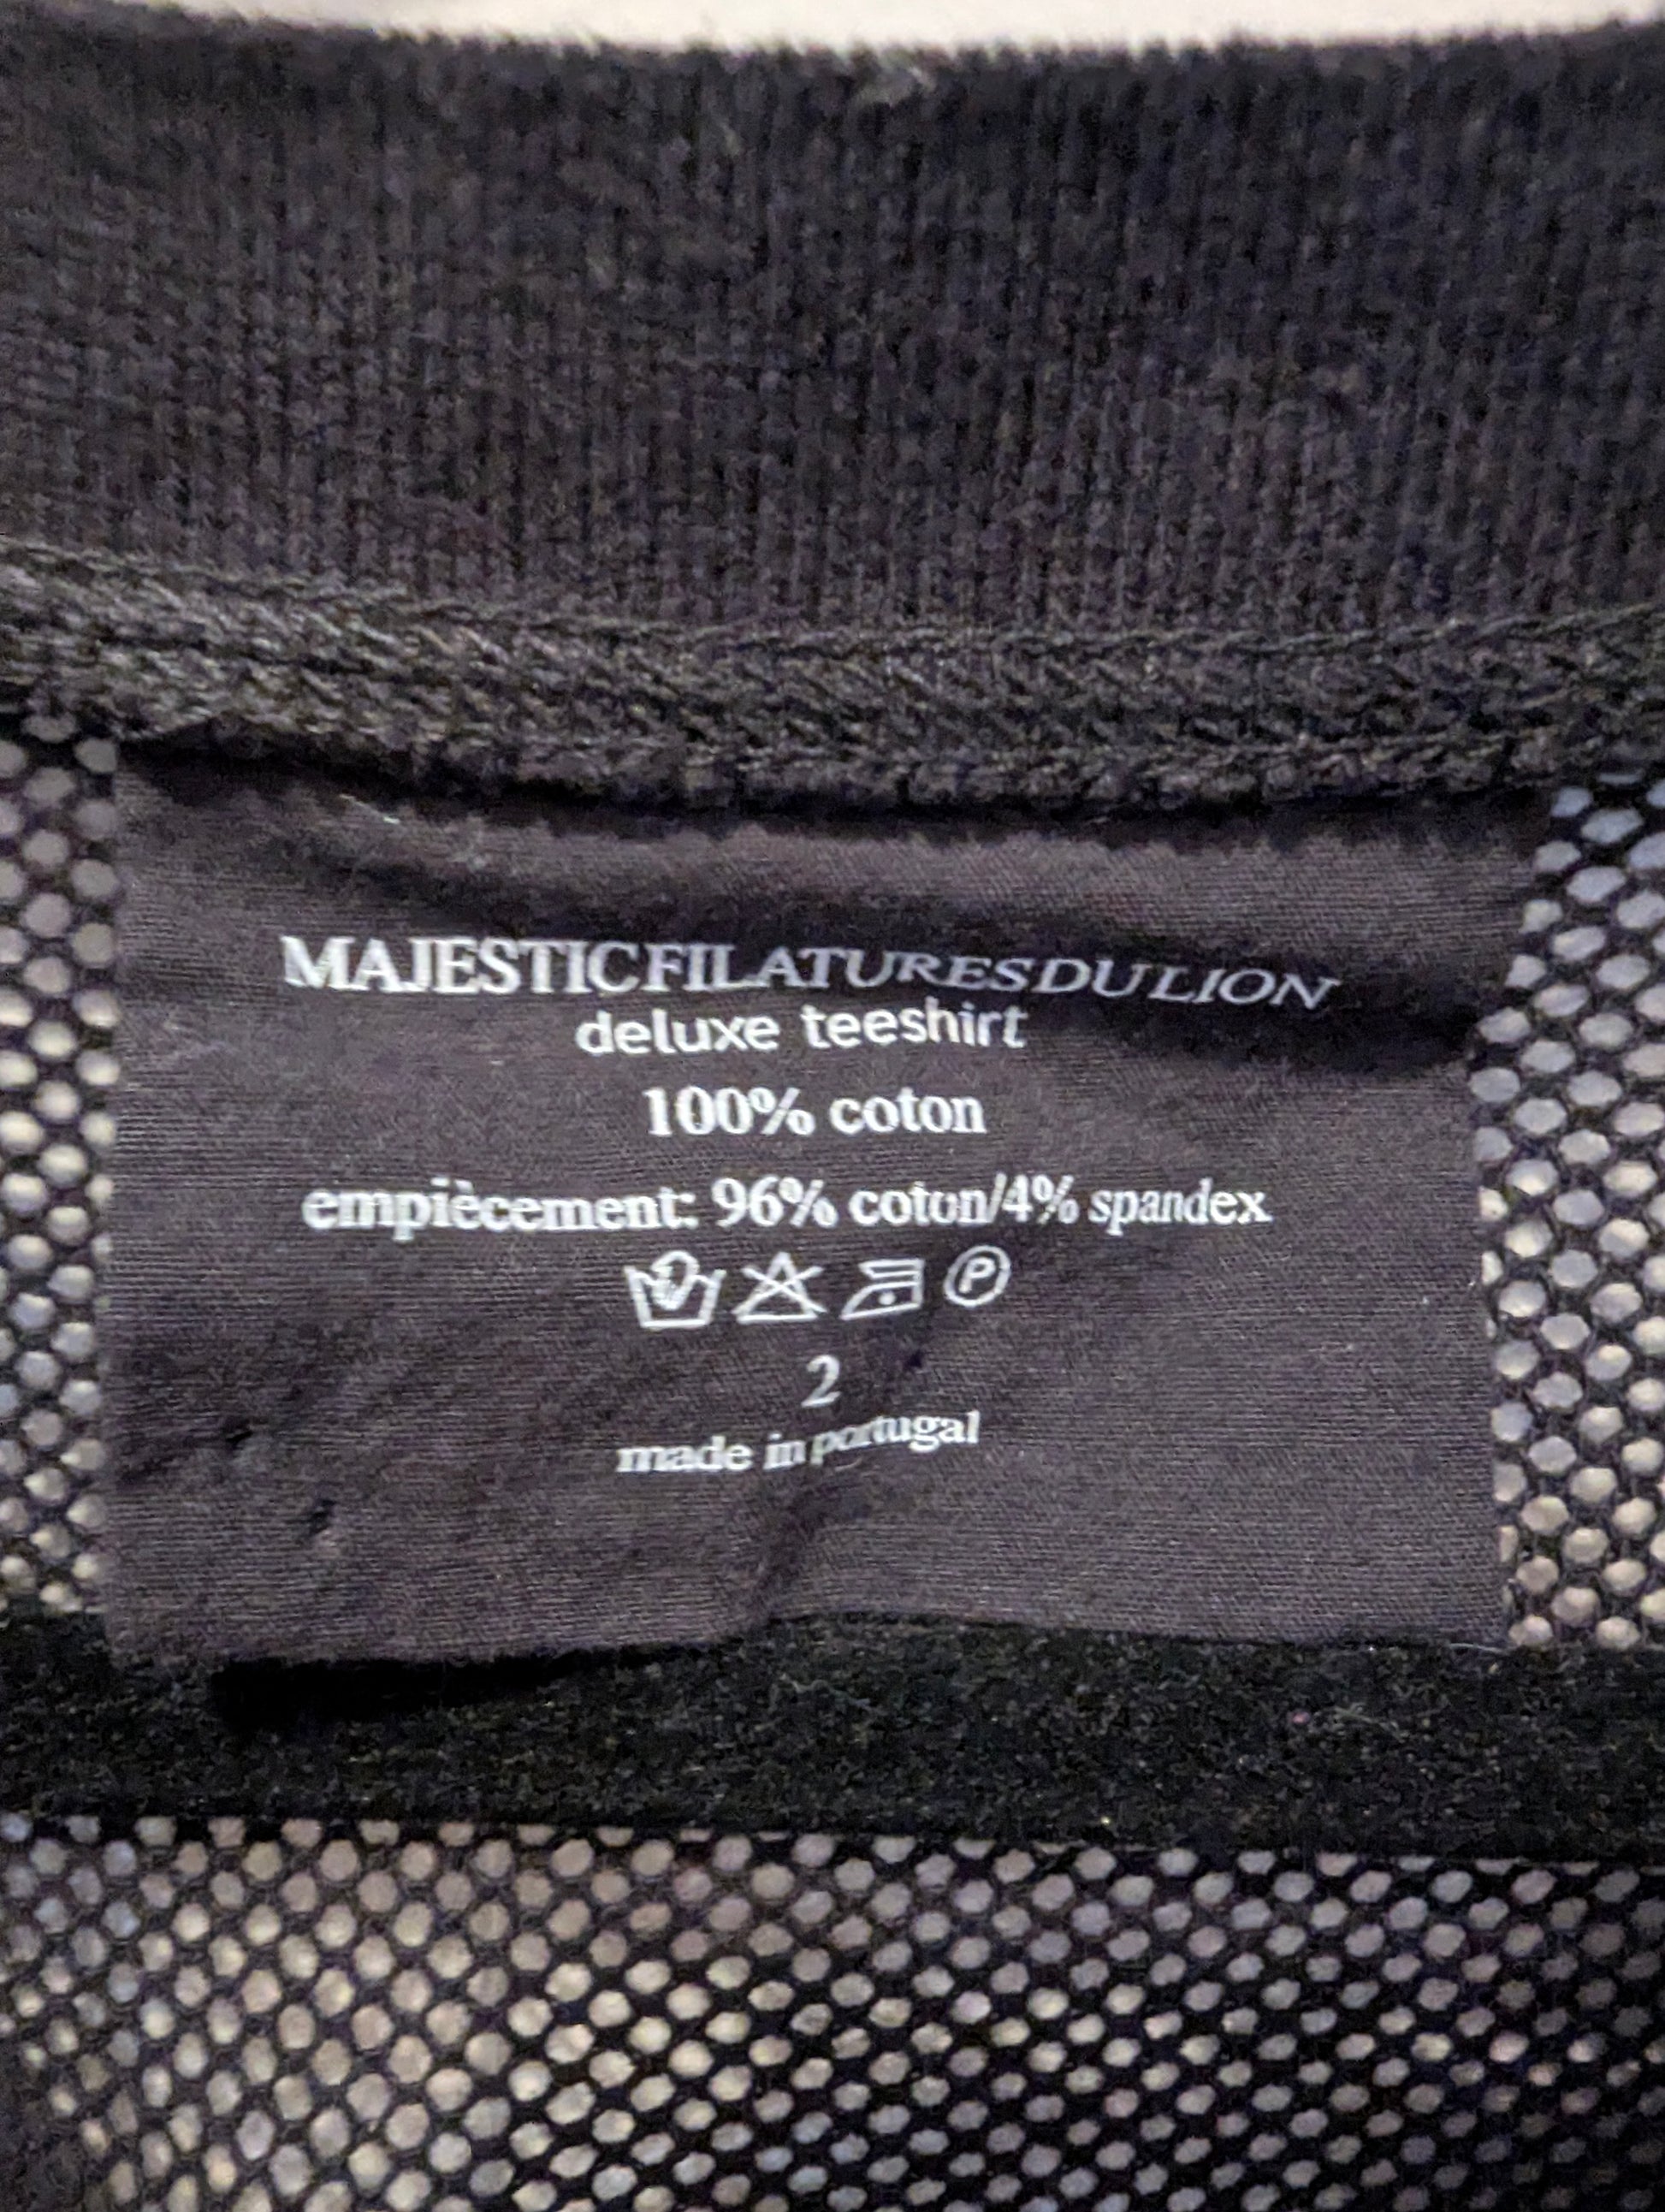 MAJESTICFILATURESDULION
deluxe teeshirt
100% coton
empiècement: 96% coton/4% spandex
P
2
made in portugal